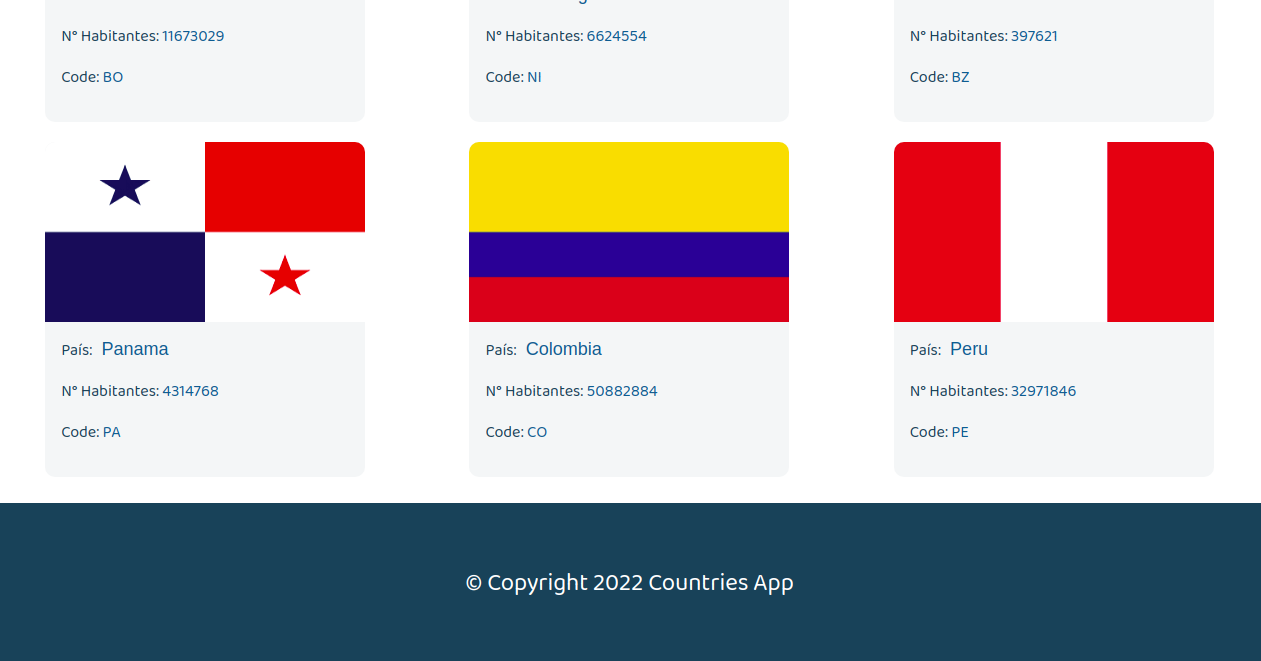 N° Habitantes: 11673029
N° Habitantes: 6624554
N° Habitantes: 397621
Code: BO
Code: NI
Code: BZ
País: Panama
País: Colombia
País: Peru
N° Habitantes: 4314768
N° Habitantes: 50882884
N° Habitantes: 32971846
Code: PA
Code: CO
Code: PE
© Copyright 2022 Countries App